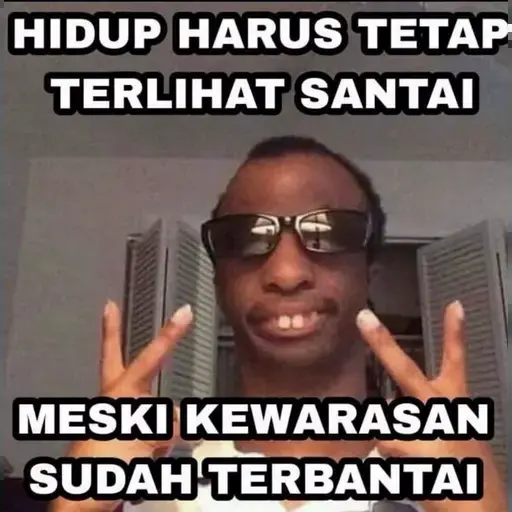 HIDUP HARUS TETAP
TERLIHAT SANTAI
MESKI KEWARASAN
SUDAH TERBANTAI